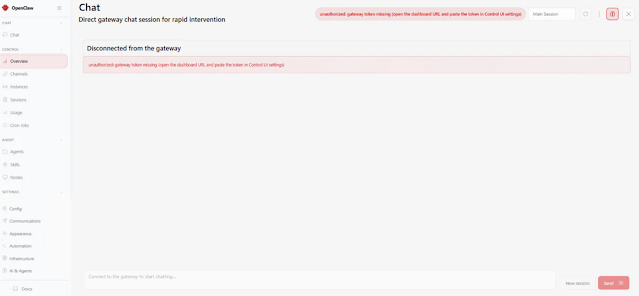 OpenClaw
CHAT
Chat
CONTROL
Overview
Channels
Instances
Sessions
Usage
Cron Jobs
AGENT
Agents
Skills
Nodes
SETTINGS
Config
Communications
Appearance
Automation
Infrastructure
AI & Agents
Docs
Chat
Direct gateway chat session for rapid intervention
unauthorized: gateway token missing (open the dashboard URL and paste the token in Control UI settings)
Main Session
Disconnected from the gateway
unauthorized: gateway token missing (open the dashboard URL and paste the token in Control UI settings)
Connect to the gateway to start chatting...
New session
Send